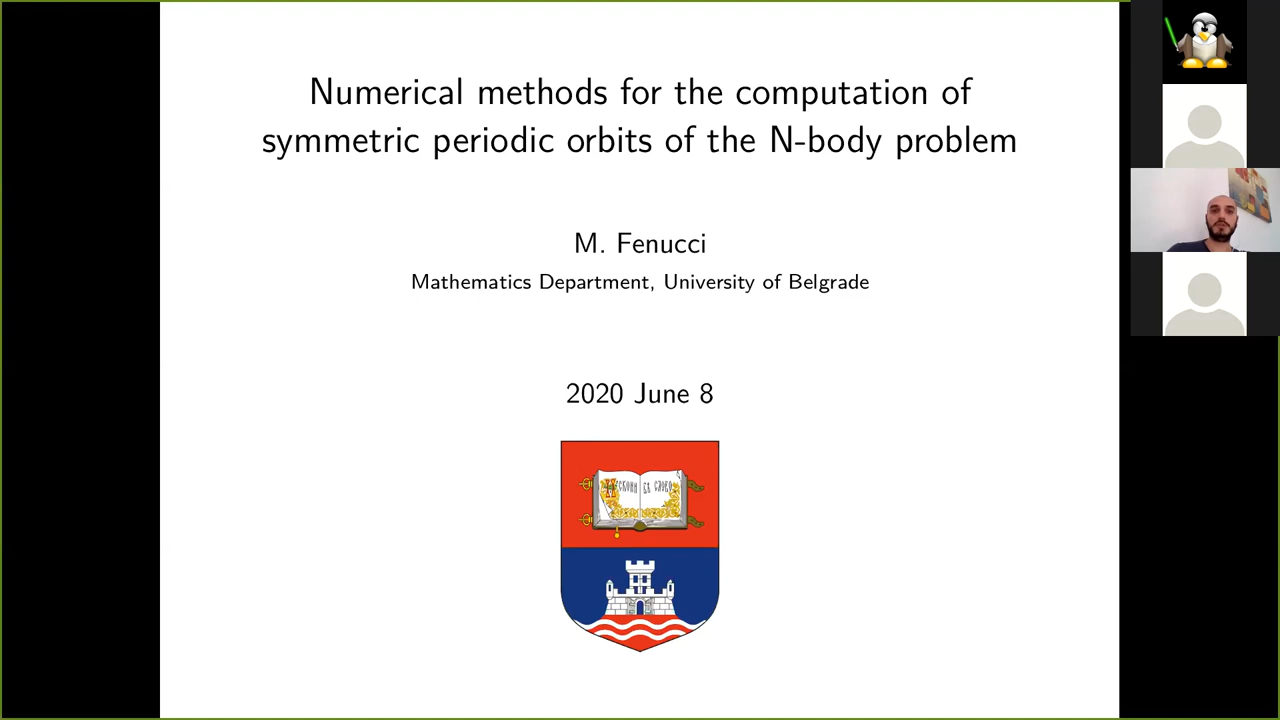 Numerical methods for the computation of
symmetric periodic orbits of the N-body problem
M. Fenucci
Mathematics Department, University of Belgrade
2020 June 8